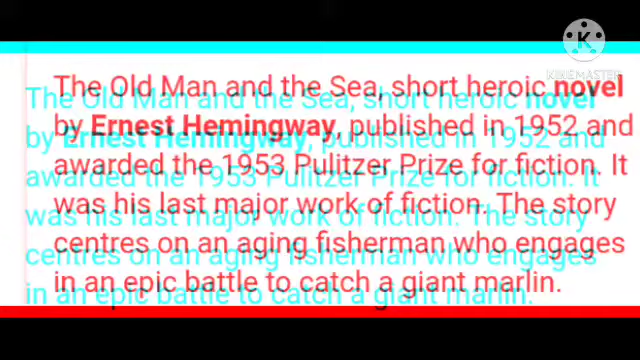 KINEMASTER
The Old Man and the Sea, short heroic novel
by Ernest Hemingway, published in 1952 and
awarded the 1953 Pulitzer Prize for fiction. It
was his last major work of fiction. The story
centres on an aging fisherman who engages
in an epic battle to catch a giant marlin.